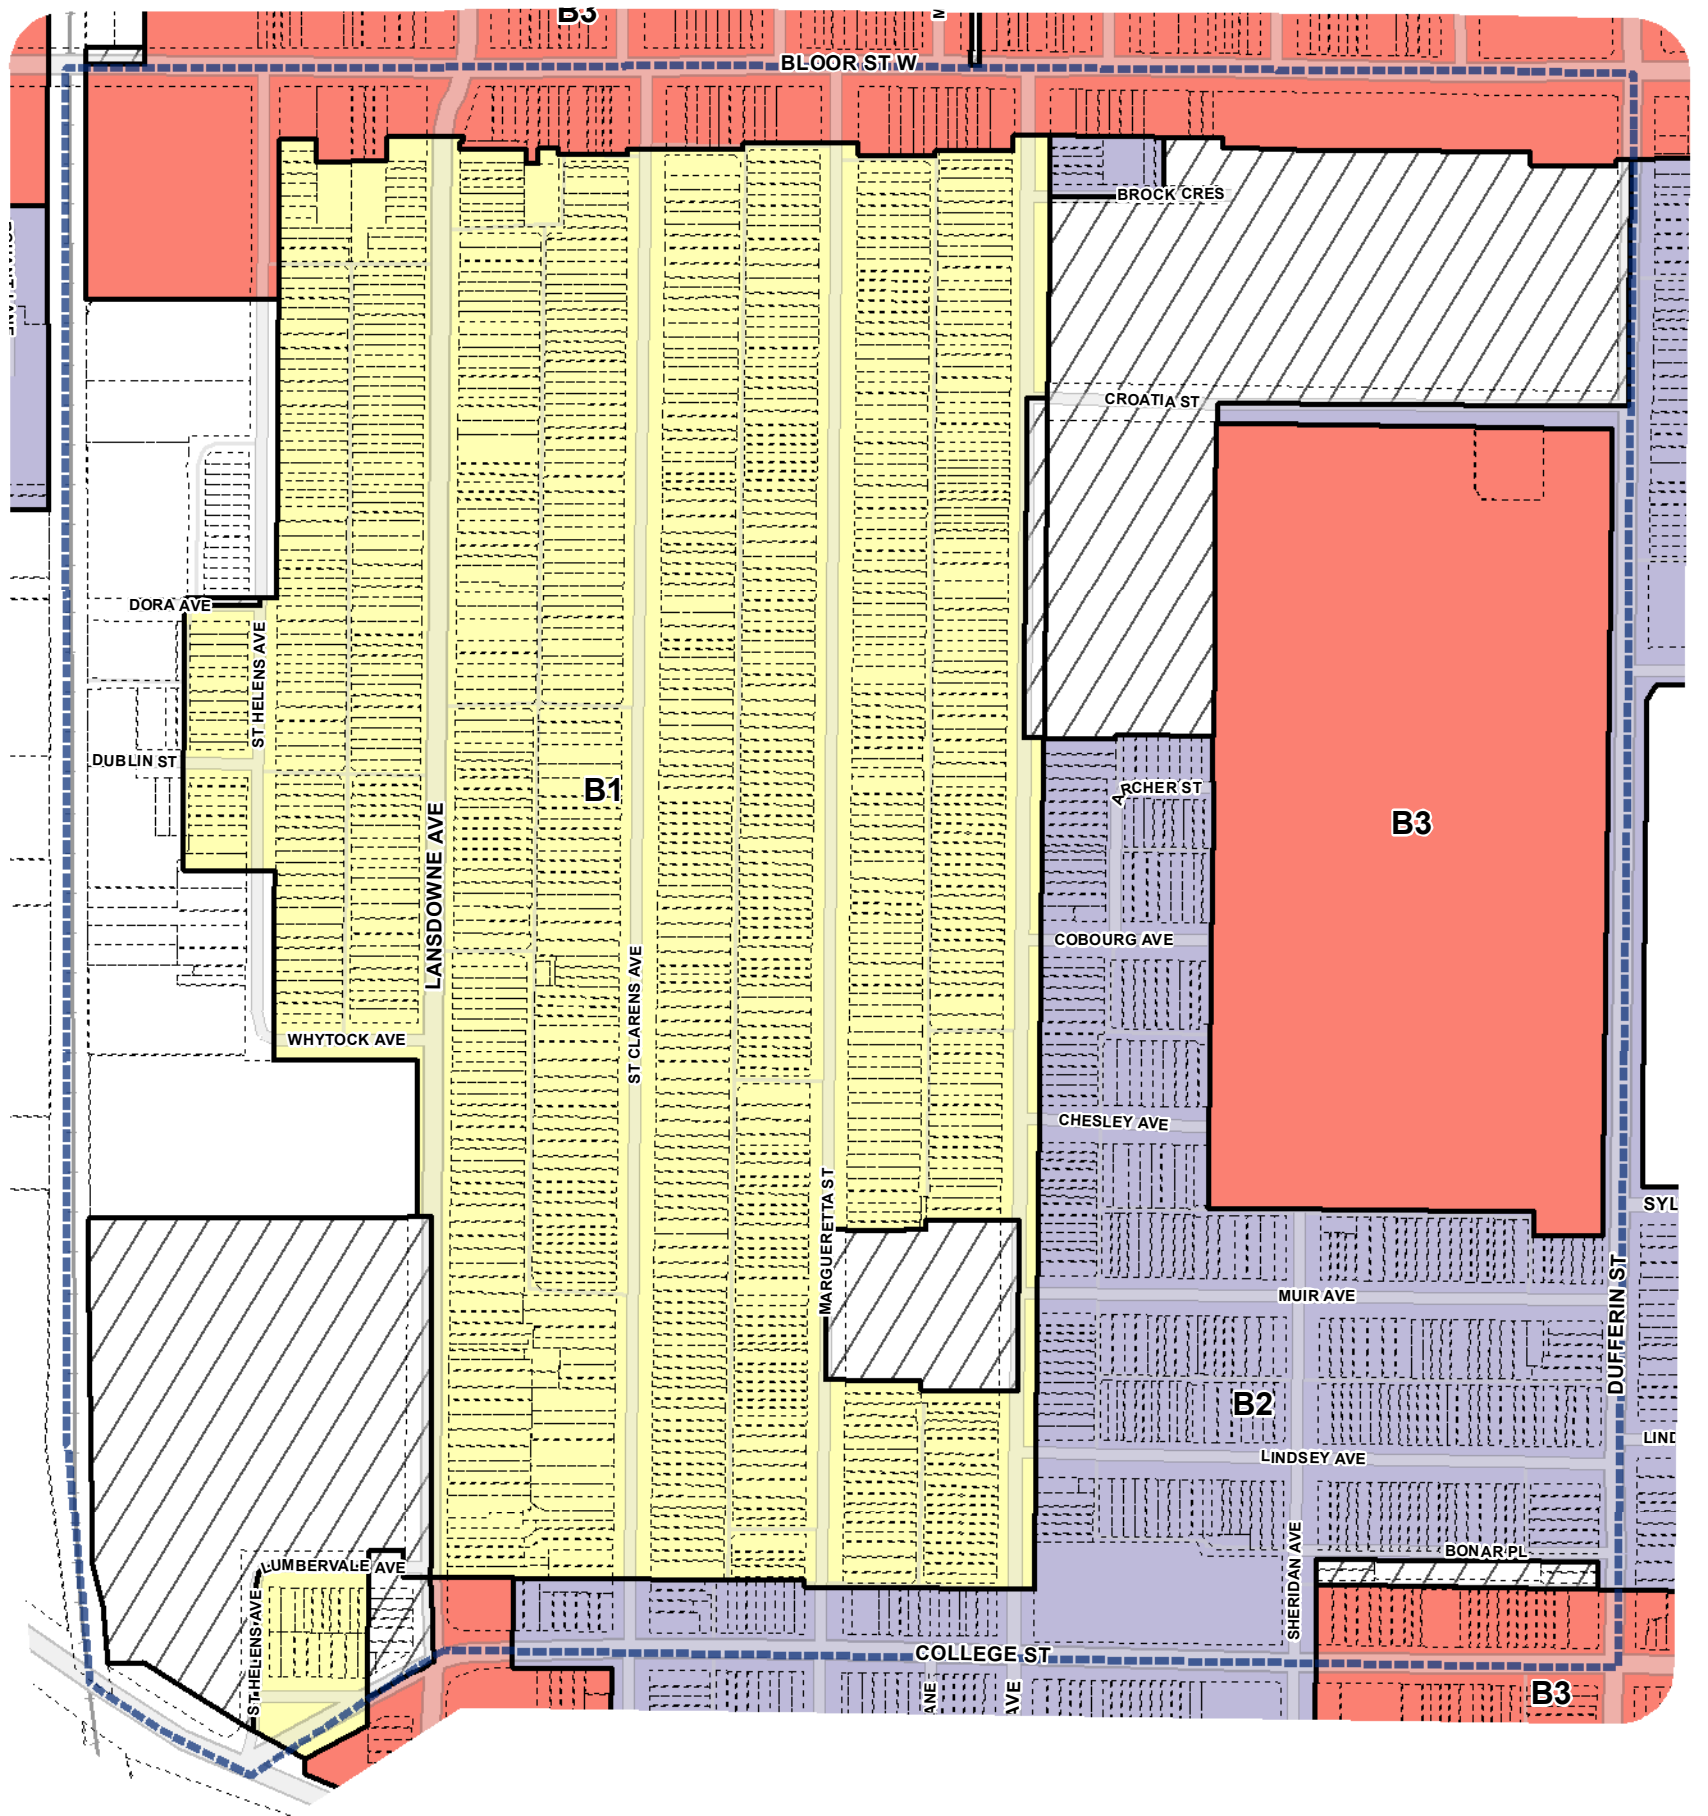 B3
BLOOR ST W
BROCK CRES
CROATIA ST
DORA AVE
ST HELENS AVE
DUBLIN ST
B1
ARCHER ST
B3
LANSDOWNE AVE
COBOURG AVE
ST CLARENS AVE
WHYTOCK AVE
CHESLEY AVE
MARGUERETTA ST
SYL
MUIR AVE
DUFFERIN ST
B2
LINDSEY AVE
LIND
BONAR PL
LUMBERVALE AVE
SHERIDAN AVE
ST HELENS AVE
COLLEGE ST
ANE
AVE
B3